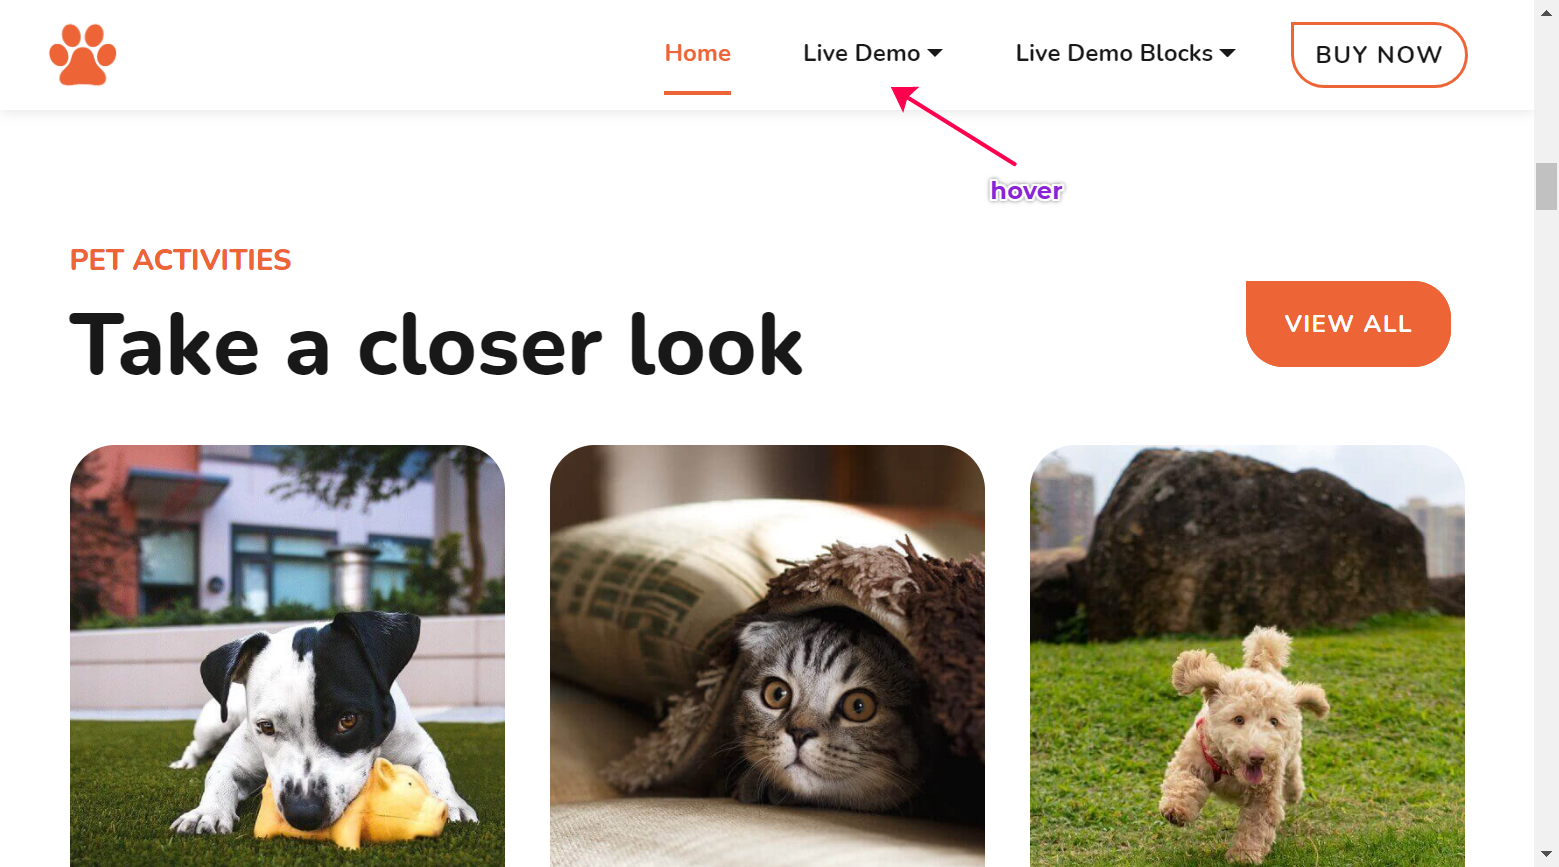 Home
Live Demo
Live Demo Blocks
BUY NOW
hover
PET ACTIVITIES
Take a closer look
VIEW ALL